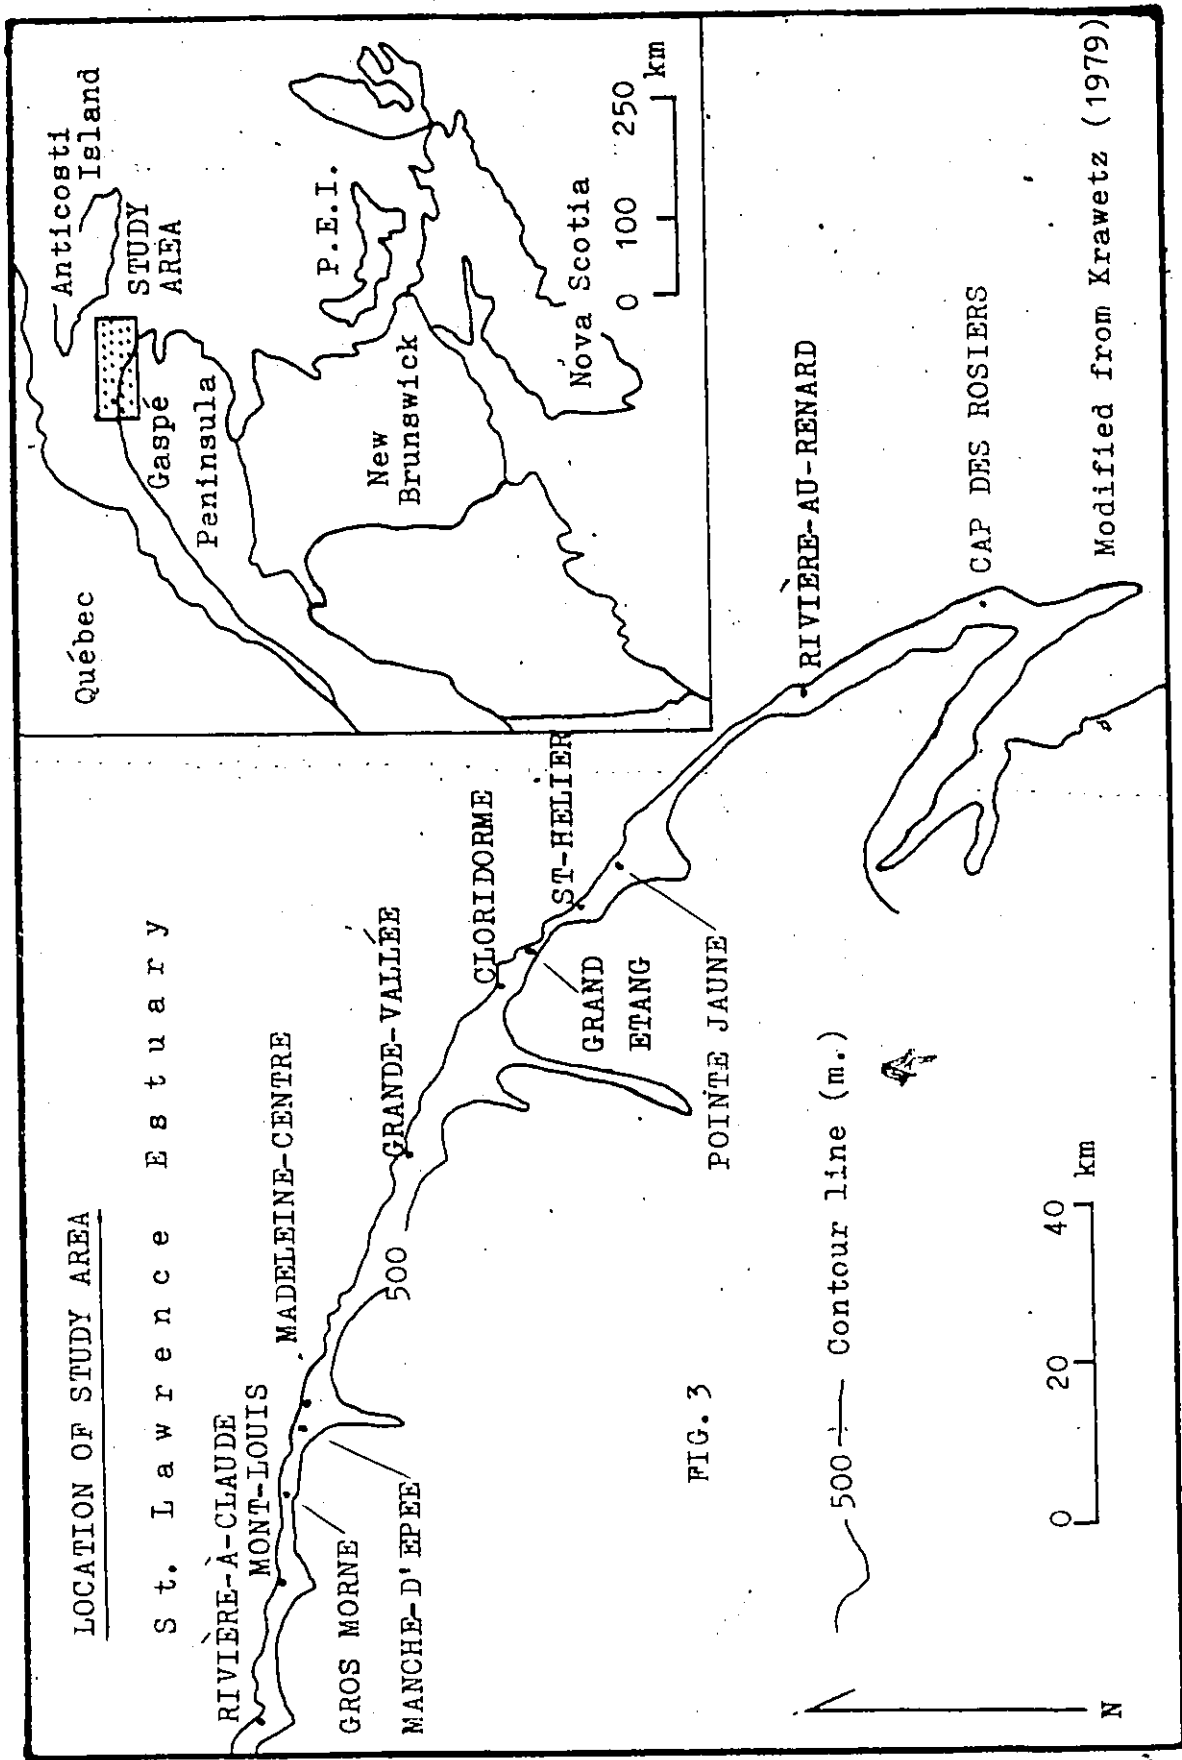 LOCATION OF STUDY AREA
St. Lawrence Estuary
RIVIÈRE-À-CLAUDE
MONT-LOUIS
GROS MORNE
MANCHE-D'EPEE
MADELEINE-CENTRE
500
GRANDE-VALLÉE
CLORIDORME
GRAND
ETANG
ST-HELIER
POINTE JAUNE
RIVIÈRE-AU-RENARD
CAP DES ROSIERS
Québec
Anticosti
Island
STUDY
AREA
Gaspé
Peninsula
P.E.I.
New
Brunswick
Nova Scotia
0 100 250 km
FIG. 3
500 Contour line (m.)
0 20 40 km
N
Modified from Krawetz (1979)